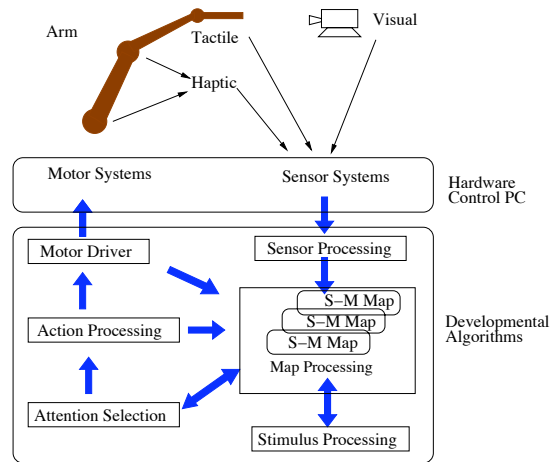 Arm
Tactile
Visual
Haptic
Motor Systems
Sensor Systems
Hardware
Control PC
Motor Driver
Sensor Processing
S−M Map
S−M Map
S−M Map
Action Processing
Map Processing
Developmental
Algorithms
Attention Selection
Stimulus Processing